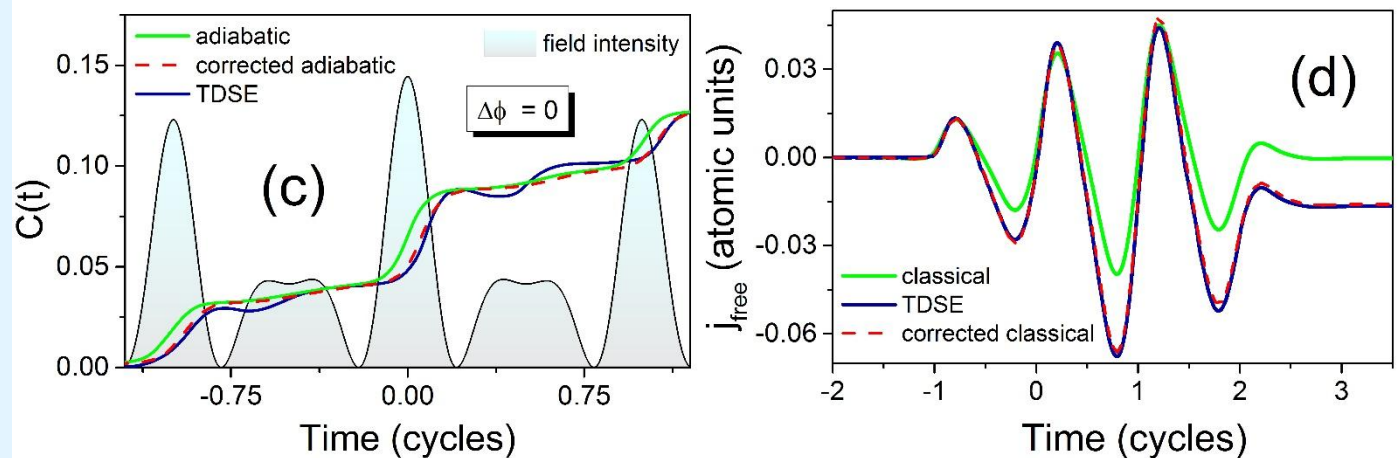 adiabatic
corrected adiabatic
TDSE
field intensity
Δϕ = 0
(c)
C(t)
0.15
0.10
0.05
0.00
-0.75 0.00 0.75
Time (cycles)
(d)
j_free (atomic units)
0.03
0.00
-0.03
-0.06
classical
TDSE
corrected classical
-2 -1 0 1 2 3
Time (cycles)